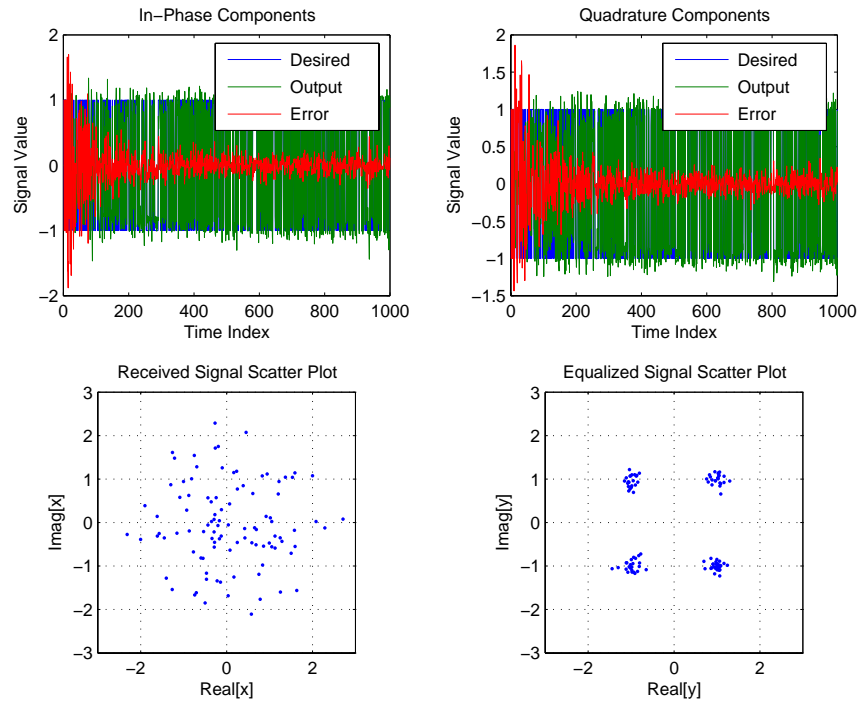 In−Phase Components
Signal Value
2
1
0
−1
−2
0
200
400
600
800
1000
Time Index
Desired
Output
Error
Quadrature Components
Signal Value
2
1.5
1
0.5
0
−0.5
−1
−1.5
0
200
400
600
800
1000
Time Index
Desired
Output
Error
Received Signal Scatter Plot
Imag[x]
3
2
1
0
−1
−2
−3
−2
0
2
Real[x]
Equalized Signal Scatter Plot
Imag[y]
3
2
1
0
−1
−2
−3
−2
0
2
Real[y]